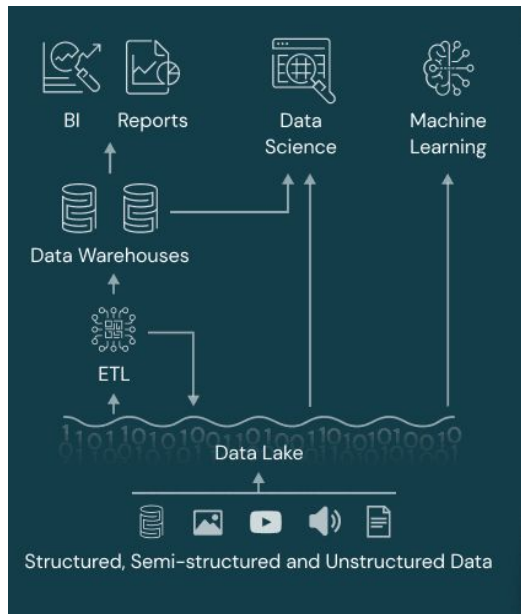 BI
Reports
Data
Science
Machine
Learning
Data Warehouses
ETL
Data Lake
Structured, Semi-structured and Unstructured Data